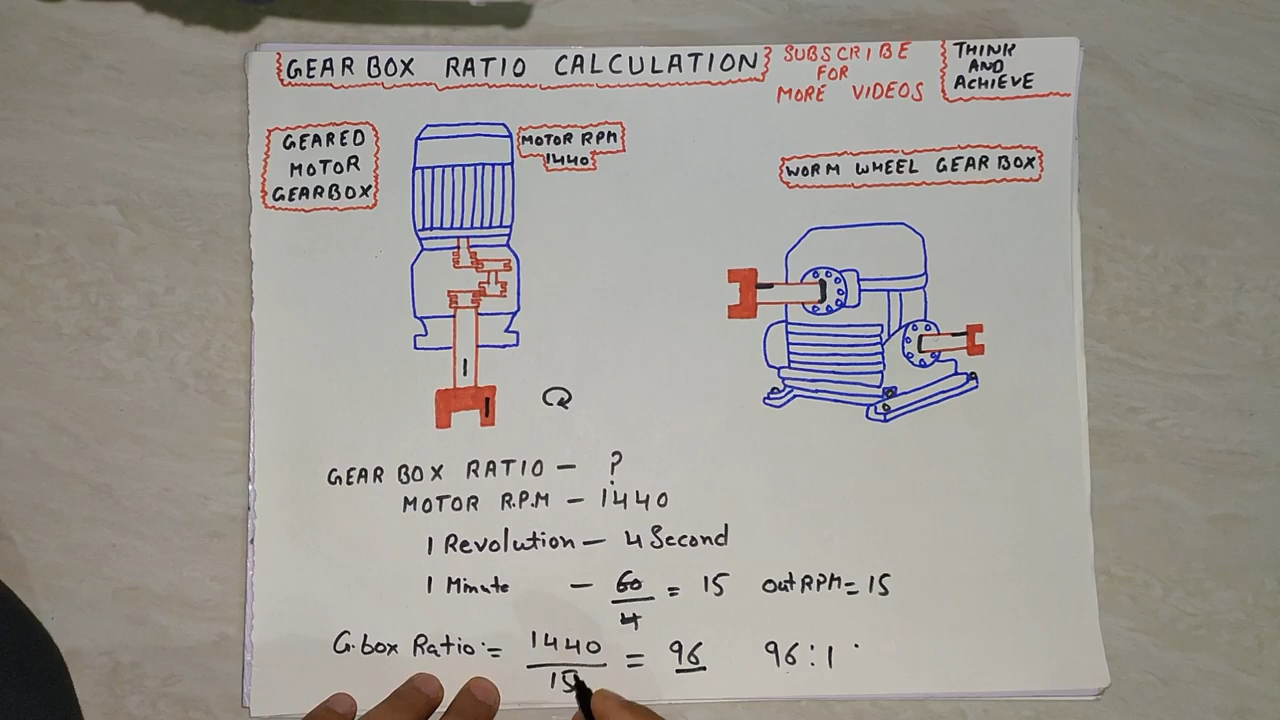 GEAR BOX RATIO CALCULATION
SUBSCRIBE
FOR
MORE VIDEOS
THINK
AND
ACHIEVE
GEARED
MOTOR
GEARBOX
MOTOR RPM
1440
WORM WHEEL GEAR BOX
GEAR BOX RATIO - ?
MOTOR R.P.M - 1440
1 Revolution - 4 Second
1 Minute - 60/4 = 15 out RPM = 15
G.box Ratio:= 1440/15 = 96 96:1